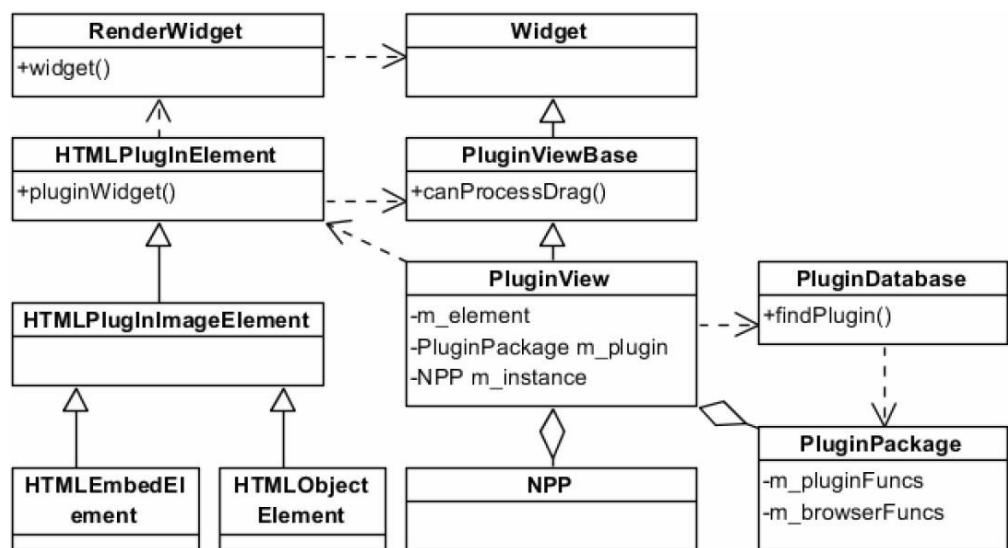 RenderWidget
+widget()
Widget
HTMLPlugInElement
+pluginWidget()
PluginViewBase
+canProcessDrag()
PluginView
-m_element
-PluginPackage m_plugin
-NPP m_instance
PluginDatabase
+findPlugin()
HTMLPlugInImageElement
PluginPackage
-m_pluginFuncs
-m_browserFuncs
HTMLEmbedEl
ement
HTMLObject
Element
NPP